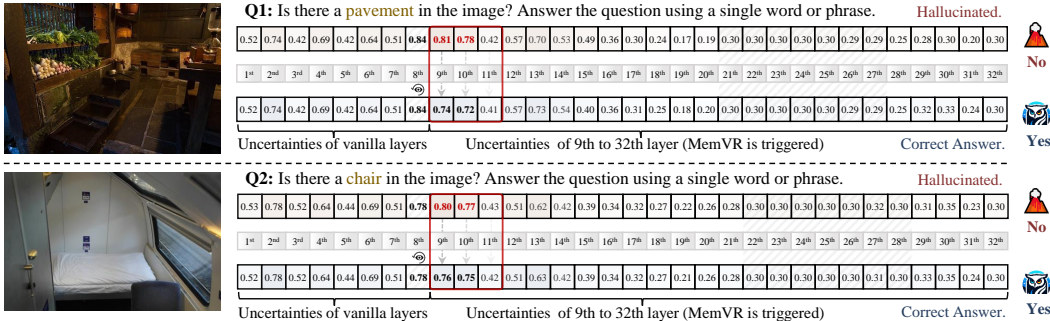 Q1: Is there a pavement in the image? Answer the question using a single word or phrase. Hallucinated.
0.52 0.74 0.42 0.69 0.42 0.64 0.51 0.84 0.81 0.78 0.42 0.57 0.70 0.53 0.49 0.36 0.30 0.24 0.17 0.19 0.30 0.30 0.30 0.30 0.30 0.29 0.29 0.25 0.28 0.30 0.20 0.30
No
1st 2nd 3rd 4th 5th 6th 7th 8th 9th 10th 11th 12th 13th 14th 15th 16th 17th 18th 19th 20th 21th 22th 23th 24th 25th 26th 27th 28th 29th 30th 31th 32th
0.52 0.74 0.42 0.69 0.42 0.64 0.51 0.84 0.74 0.72 0.41 0.57 0.73 0.54 0.40 0.36 0.31 0.25 0.18 0.20 0.30 0.30 0.30 0.30 0.30 0.29 0.29 0.25 0.32 0.33 0.24 0.30
Yes
Uncertainties of vanilla layers Uncertainties of 9th to 32th layer (MemVR is triggered) Correct Answer.
Q2: Is there a chair in the image? Answer the question using a single word or phrase. Hallucinated.
0.53 0.78 0.52 0.64 0.44 0.69 0.51 0.78 0.80 0.77 0.43 0.51 0.62 0.42 0.39 0.34 0.32 0.27 0.22 0.26 0.28 0.30 0.30 0.30 0.30 0.30 0.30 0.30 0.31 0.35 0.23 0.30
No
1st 2nd 3rd 4th 5th 6th 7th 8th 9th 10th 11th 12th 13th 14th 15th 16th 17th 18th 19th 20th 21th 22th 23th 24th 25th 26th 27th 28th 29th 30th 31th 32th
0.52 0.78 0.52 0.64 0.44 0.69 0.51 0.78 0.76 0.75 0.42 0.51 0.63 0.42 0.39 0.34 0.32 0.27 0.21 0.26 0.28 0.30 0.30 0.30 0.30 0.30 0.30 0.31 0.33 0.35 0.24 0.30
Yes
Uncertainties of vanilla layers Uncertainties of 9th to 32th layer (MemVR is triggered) Correct Answer.